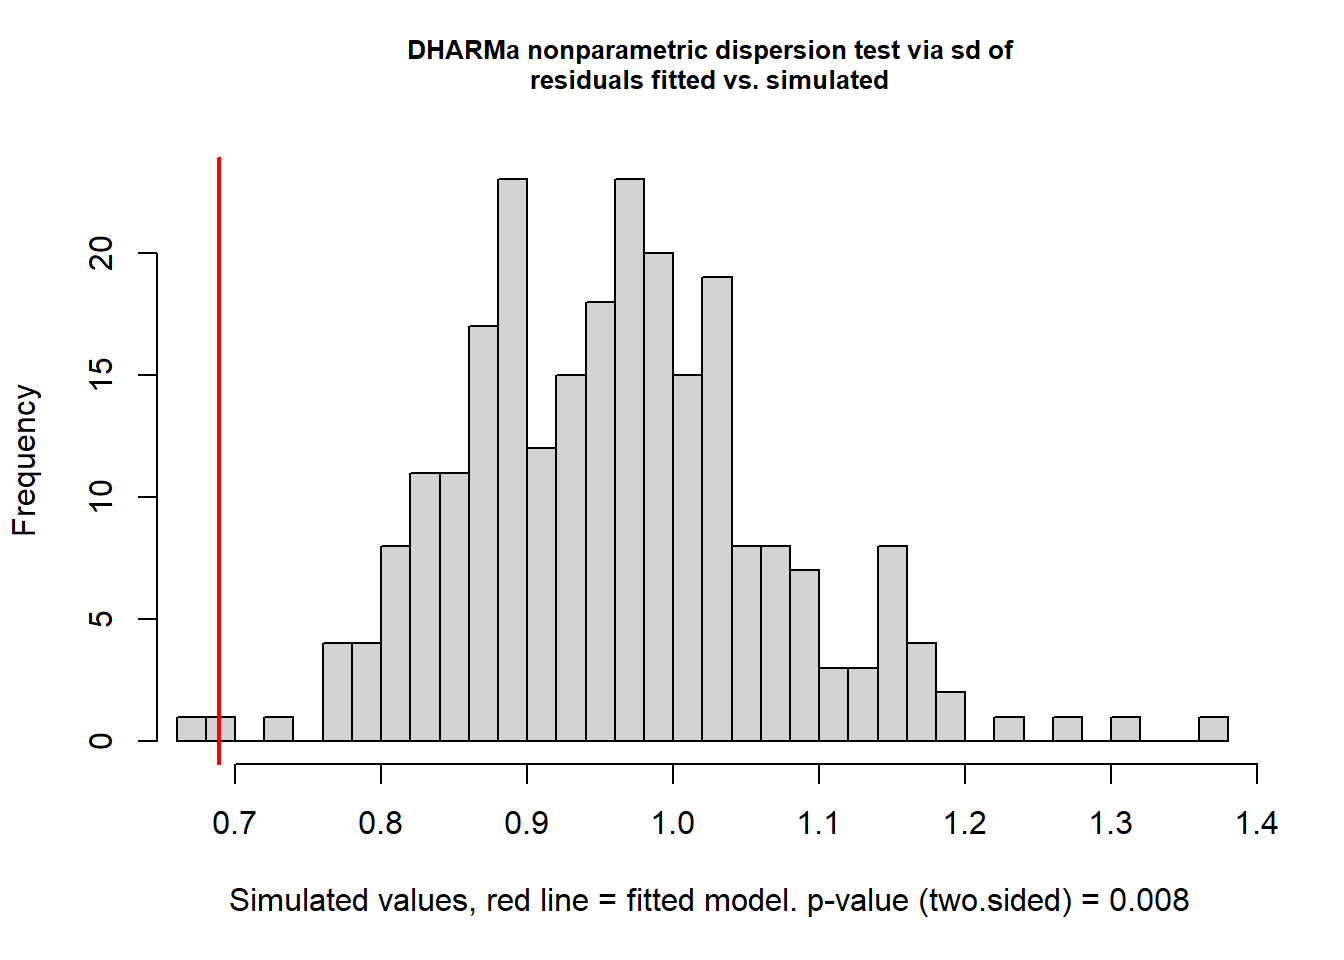 DHARMa nonparametric dispersion test via sd of
residuals fitted vs. simulated
Frequency
20
15
10
5
0
0.7 0.8 0.9 1.0 1.1 1.2 1.3 1.4
Simulated values, red line = fitted model. p-value (two.sided) = 0.008